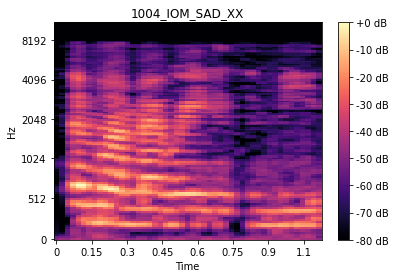 1004_IOM_SAD_XX
+0 dB
8192
-10 dB
4096
-20 dB
-30 dB
2048
Hz
-40 dB
1024
-50 dB
512
-60 dB
-70 dB
0
-80 dB
0 0.15 0.3 0.45 0.6 0.75 0.9 1.1
Time